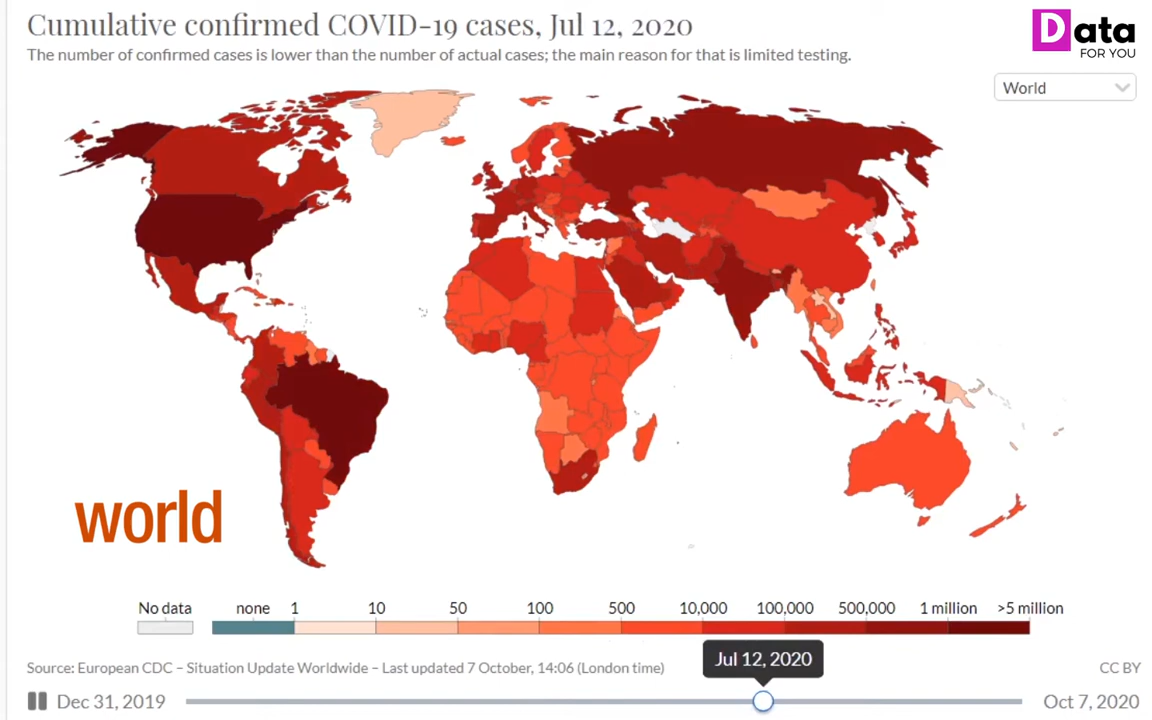 Cumulative confirmed COVID-19 cases, Jul 12, 2020
The number of confirmed cases is lower than the number of actual cases; the main reason for that is limited testing.
Data
FOR YOU
World
world
No data none 1 10 50 100 500 10,000 100,000 500,000 1 million >5 million
Jul 12, 2020
Source: European CDC – Situation Update Worldwide – Last updated 7 October, 14:06 (London time)
CC BY
Dec 31, 2019
Oct 7, 2020